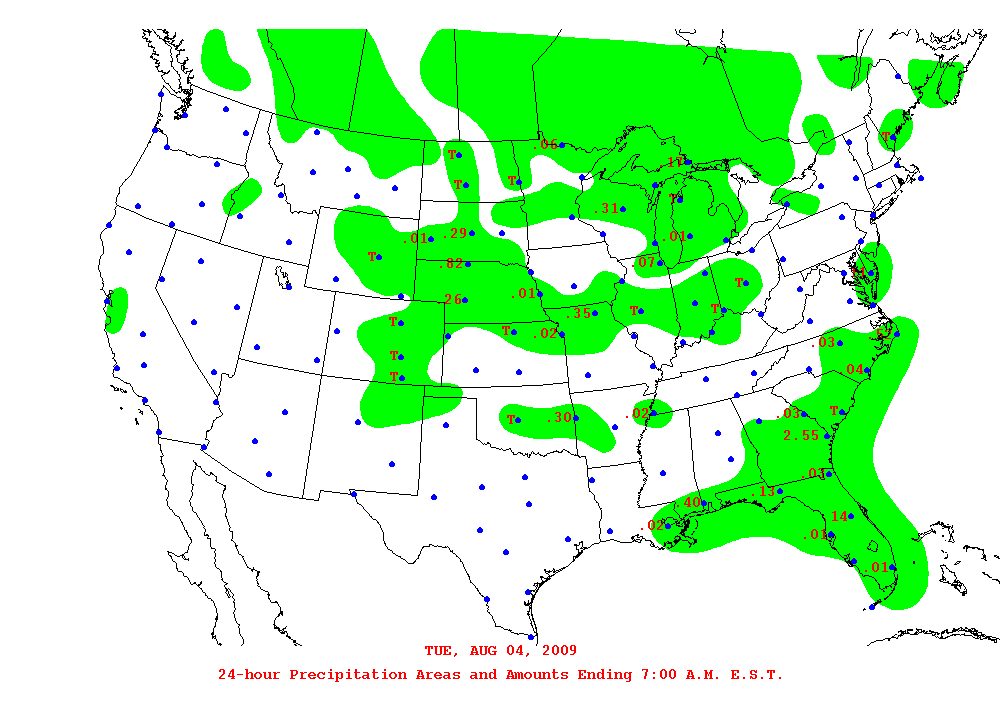 T
.06
T
T
T
.17
T
.31
.01
.29
.01
T
.82
.07
.11
T
.01
.26
.35
T
T
T
T
.02
.03
T
.04
T
.02
.03
T
T
.30
2.55
.03
.13
.40
.14
.02
.01
.01
TUE, AUG 04, 2009
24-hour Precipitation Areas and Amounts Ending 7:00 A.M. E.S.T.